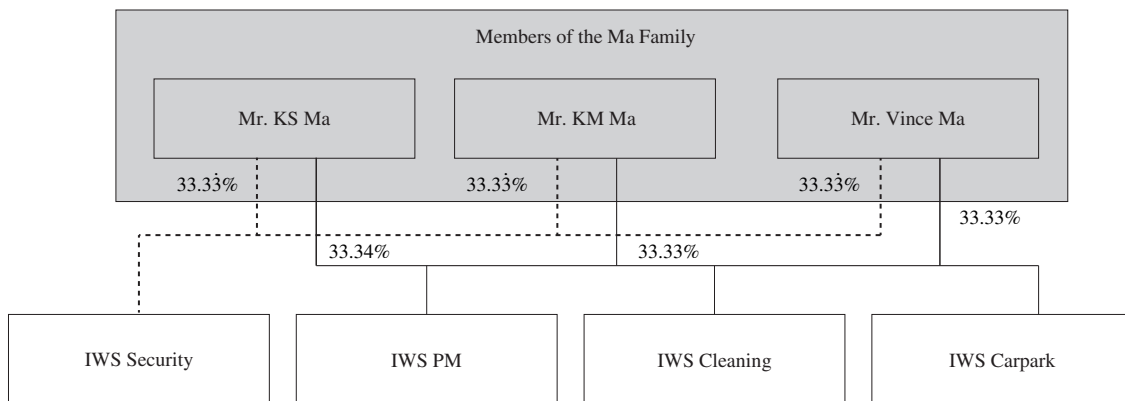 Members of the Ma Family
Mr. KS Ma
Mr. KM Ma
Mr. Vince Ma
33.33̇%
33.33̇%
33.33̇%
33.33%
33.34%
33.33%
IWS Security
IWS PM
IWS Cleaning
IWS Carpark